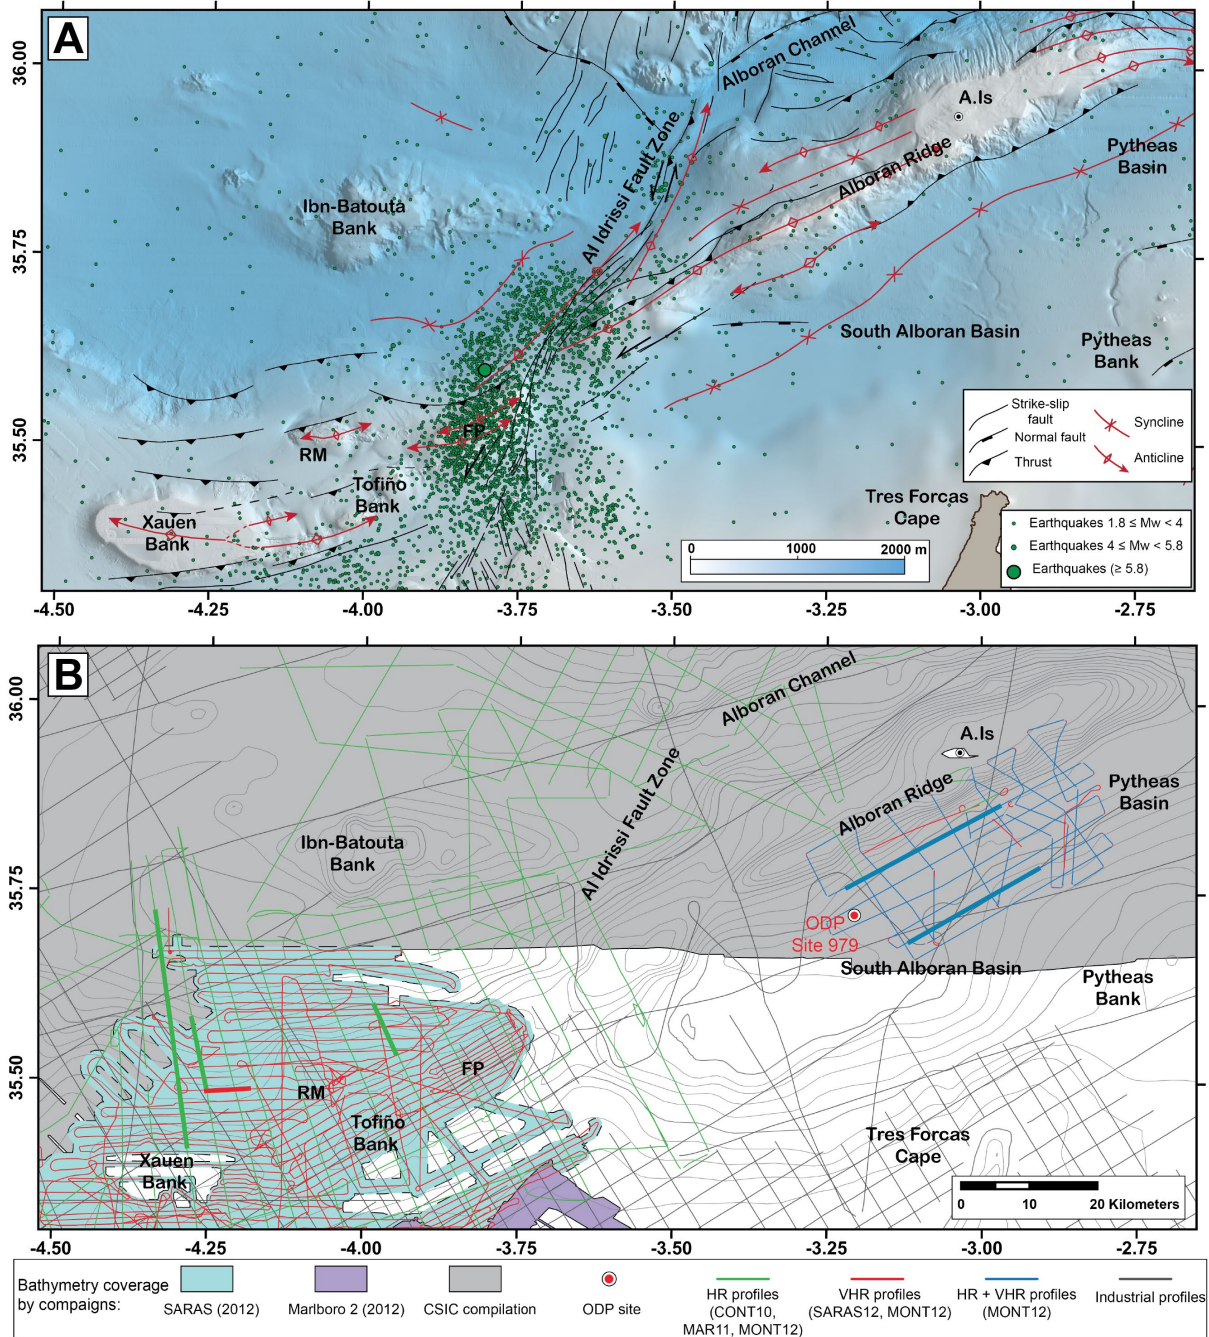 A
36.00
35.75
35.50
Alboran Channel
A.Is
Al Idrissi Fault Zone
Alboran Ridge
Pytheas
Basin
Ibn-Batouta
Bank
South Alboran Basin
Pytheas
Bank
FP
RM
Tofiño
Bank
Xauen
Bank
Tres Forcas
Cape
Strike-slip
fault
Normal fault
Thrust
Syncline
Anticline
Earthquakes 1.8 ≤ Mw < 4
Earthquakes 4 ≤ Mw < 5.8
Earthquakes (≥ 5.8)
0 1000 2000 m
-4.50 -4.25 -4.00 -3.75 -3.50 -3.25 -3.00 -2.75
B
36.00
35.75
35.50
Alboran Channel
A.Is
Al Idrissi Fault Zone
Alboran Ridge
Pytheas
Basin
Ibn-Batouta
Bank
ODP
Site 979
South Alboran Basin
Pytheas
Bank
FP
RM
Tofiño
Bank
Xauen
Bank
Tres Forcas
Cape
0 10 20 Kilometers
-4.50 -4.25 -4.00 -3.75 -3.50 -3.25 -3.00 -2.75
Bathymetry coverage
by compaigns:
SARAS (2012)
Marlboro 2 (2012)
CSIC compilation
ODP site
HR profiles
(CONT10,
MAR11, MONT12)
VHR profiles
(SARAS12, MONT12)
HR + VHR profiles
(MONT12)
Industrial profiles